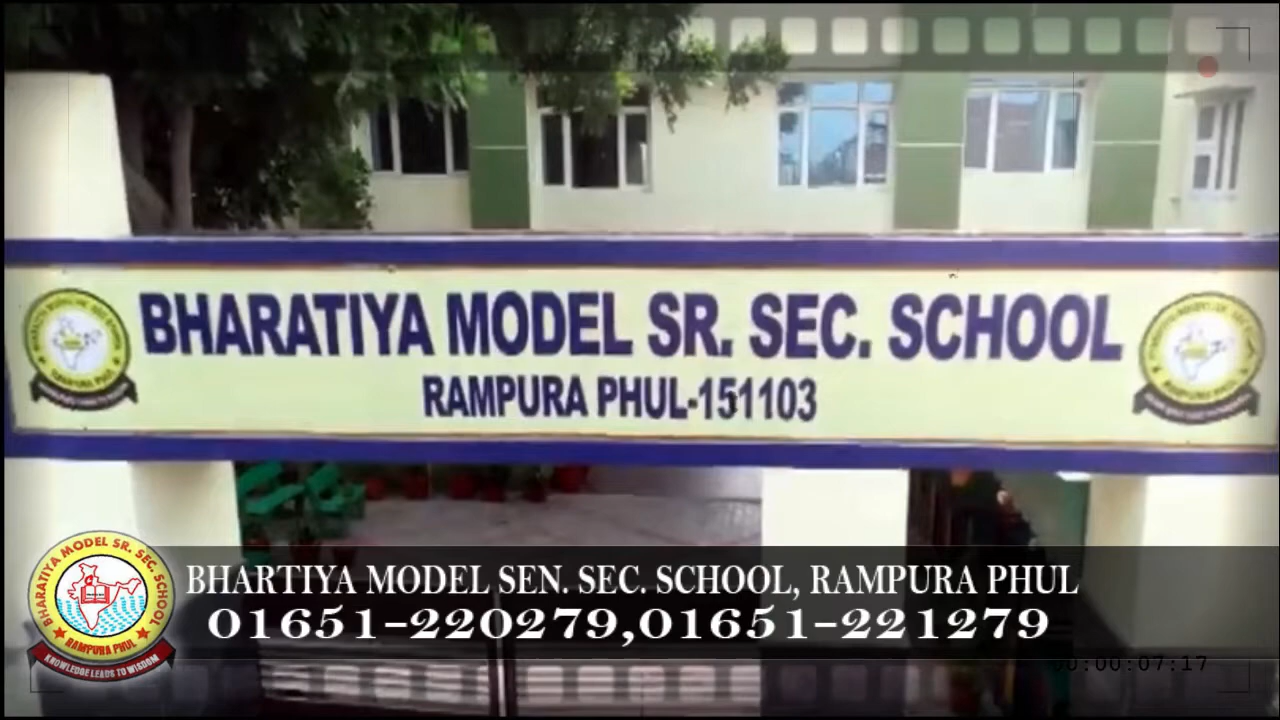 BHARATIYA MODEL SR. SEC. SCHOOL
RAMPURA PHUL-151103
BHARATIYA MODEL SR. SEC. SCHOOL
RAMPURA PHUL
KNOWLEDGE LEADS TO WISDOM
BHARTIYA MODEL SEN. SEC. SCHOOL, RAMPURA PHUL
01651-220279,01651-221279
00:00:07:17